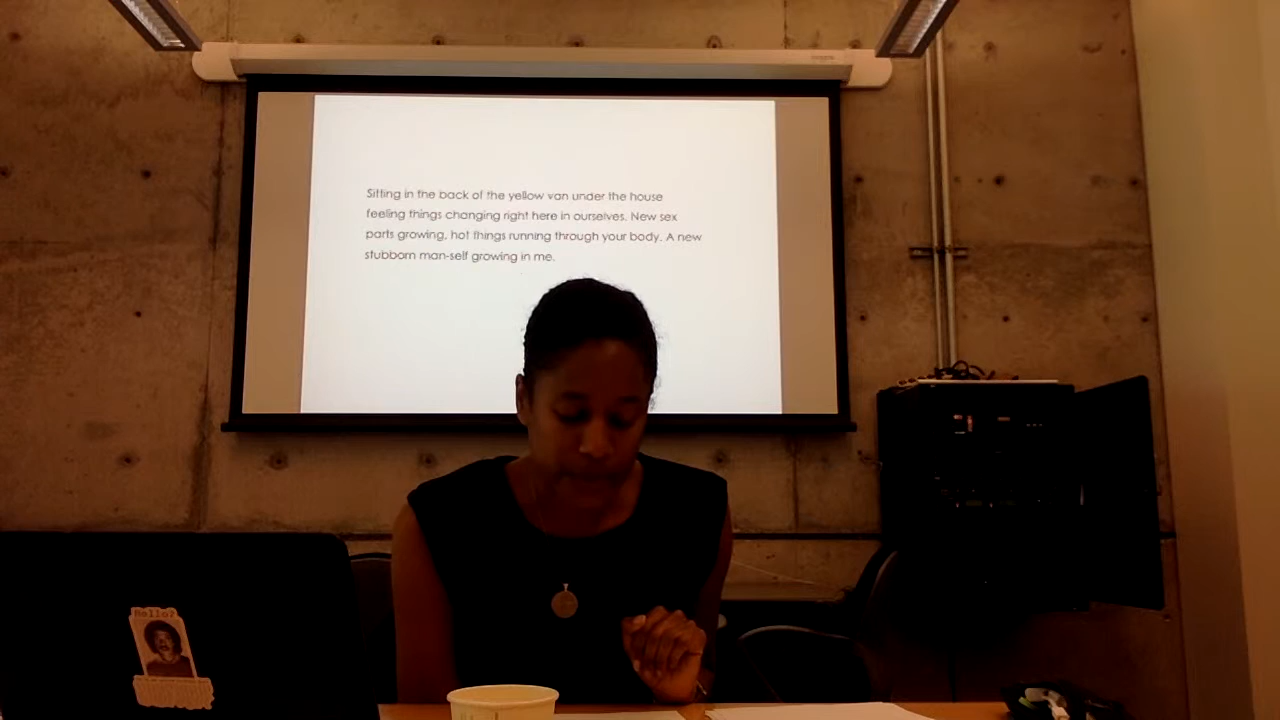 Sitting in the back of the yellow van under the house
feeling things changing right here in ourselves. New sex
parts growing, hot things running through your body. A new
stubborn man-self growing in me.
Hello?